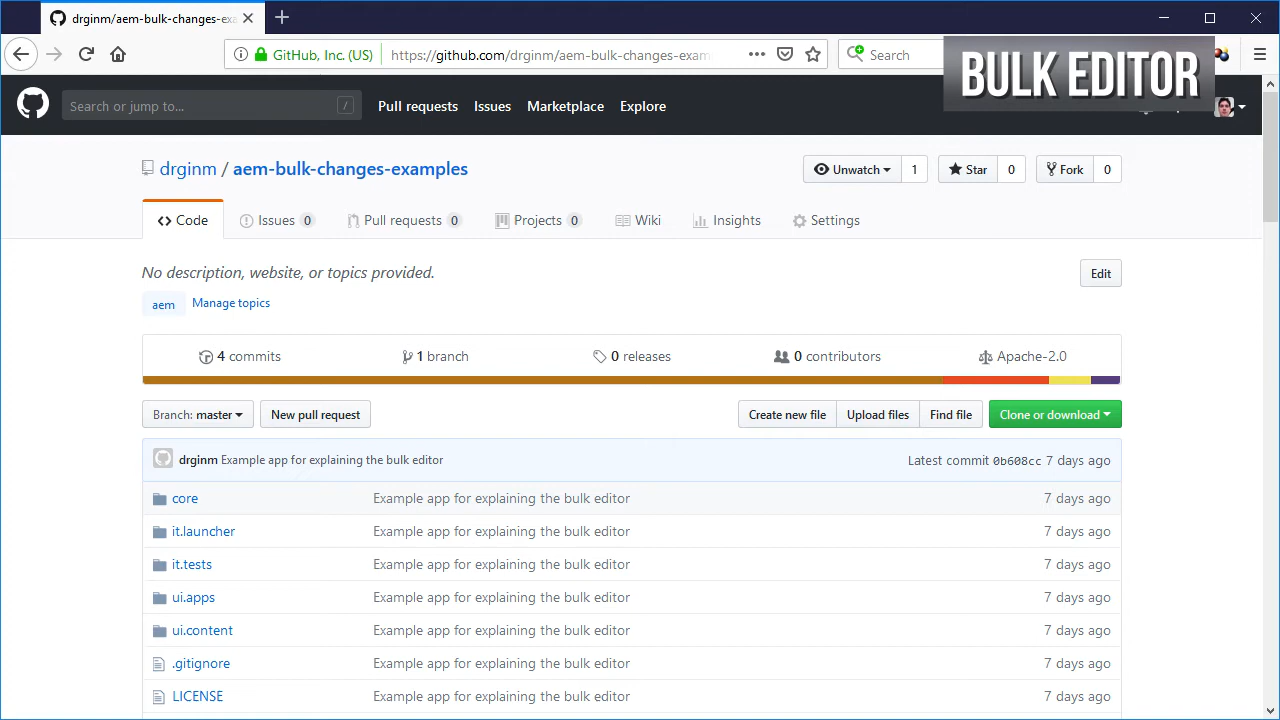 drginm/aem-bulk-changes-exa
GitHub, Inc. (US) https://github.com/drginm/aem-bulk-changes-exam
Search
BULK EDITOR
Search or jump to... /
Pull requests Issues Marketplace Explore
drginm / aem-bulk-changes-examples
Unwatch 1 Star 0 Fork 0
Code Issues 0 Pull requests 0 Projects 0 Wiki Insights Settings
No description, website, or topics provided. Edit
aem Manage topics
4 commits 1 branch 0 releases 0 contributors Apache-2.0
Branch: master New pull request Create new file Upload files Find file Clone or download
drginm Example app for explaining the bulk editor Latest commit 0b608cc 7 days ago
core Example app for explaining the bulk editor 7 days ago
it.launcher Example app for explaining the bulk editor 7 days ago
it.tests Example app for explaining the bulk editor 7 days ago
ui.apps Example app for explaining the bulk editor 7 days ago
ui.content Example app for explaining the bulk editor 7 days ago
.gitignore Example app for explaining the bulk editor 7 days ago
LICENSE Example app for explaining the bulk editor 7 days ago